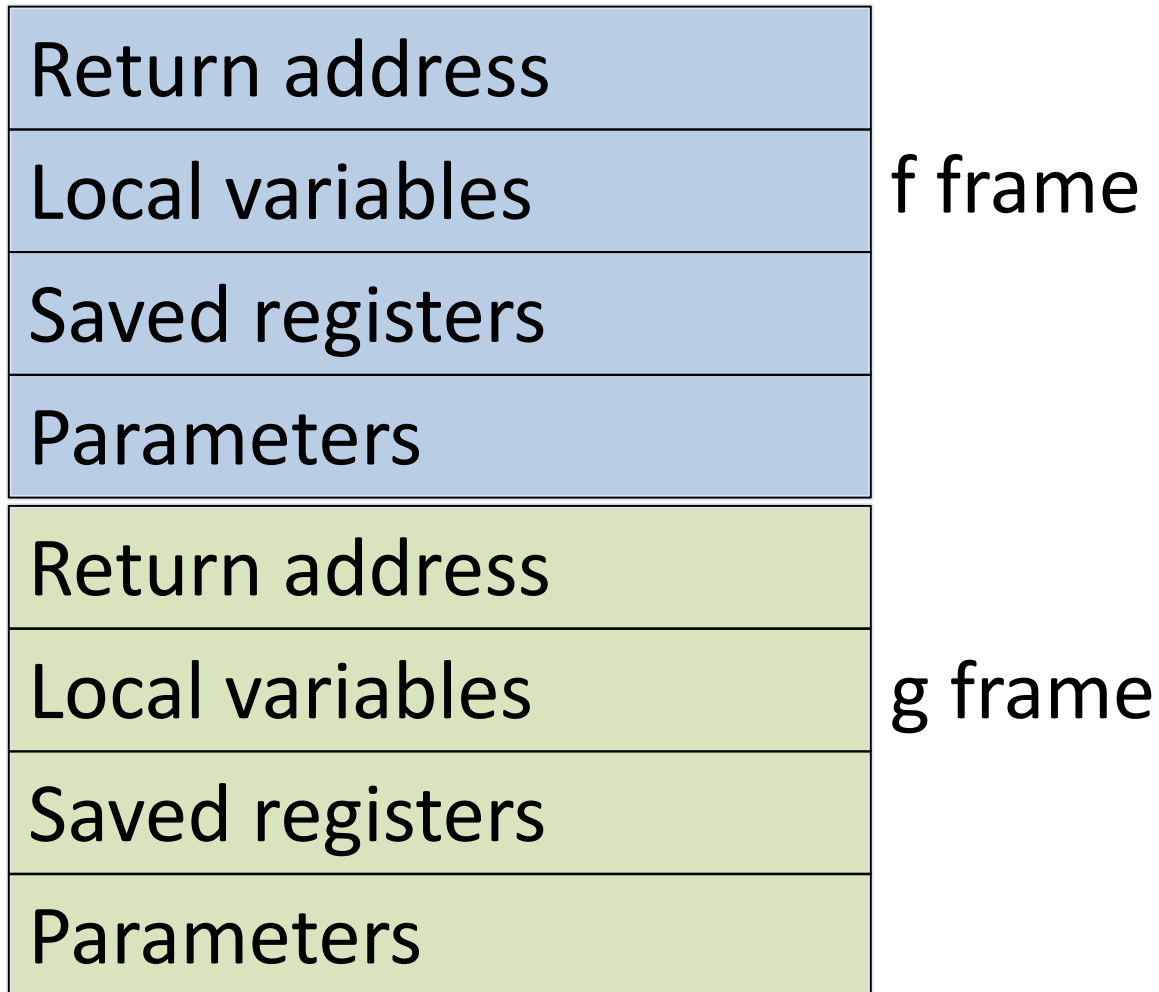 Return address
Local variables
f frame
Saved registers
Parameters
Return address
Local variables
g frame
Saved registers
Parameters